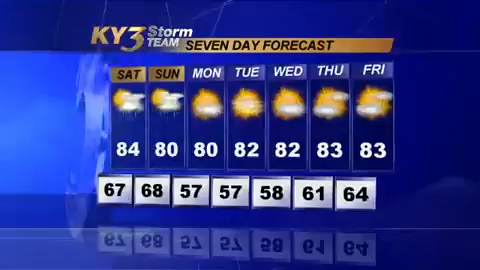 KY3 Storm TEAM SEVEN DAY FORECAST
SAT SUN MON TUE WED THU FRI
84 80 80 82 82 83 83
67 68 57 57 58 61 64